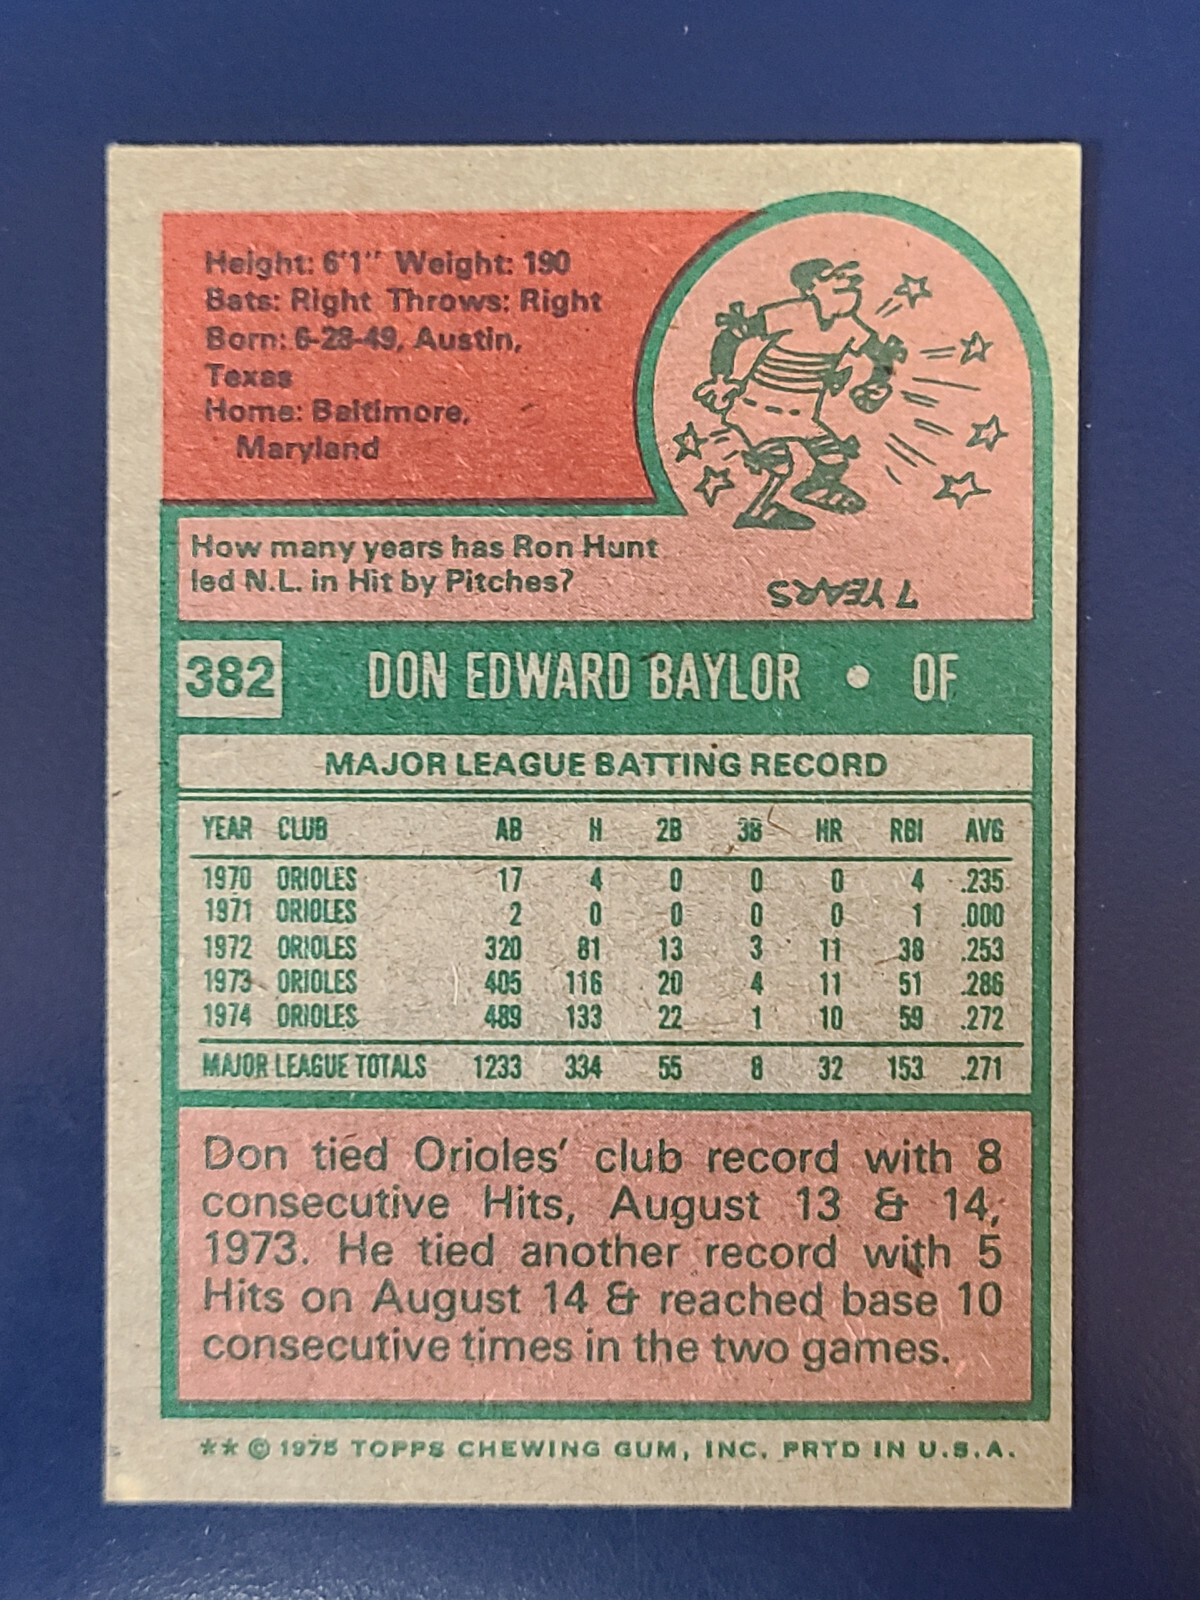 Height: 6'1" Weight: 190
Bats: Right Throws: Right
Born: 6-28-49, Austin,
Texas
Home: Baltimore,
Maryland
How many years has Ron Hunt
led N.L. in Hit by Pitches?
7 YEARS
382 DON EDWARD BAYLOR • OF
MAJOR LEAGUE BATTING RECORD
YEAR CLUB AB H 2B 3B HR RBI AVG
1970 ORIOLES 17 4 0 0 0 4 .235
1971 ORIOLES 2 0 0 0 0 1 .000
1972 ORIOLES 320 81 13 3 11 38 .253
1973 ORIOLES 405 116 20 4 11 51 .286
1974 ORIOLES 489 133 22 1 10 59 .272
MAJOR LEAGUE TOTALS 1233 334 55 8 32 153 .271
Don tied Orioles' club record with 8
consecutive Hits, August 13 & 14,
1973. He tied another record with 5
Hits on August 14 & reached base 10
consecutive times in the two games.
** © 1975 TOPPS CHEWING GUM, INC. PRTD IN U.S.A.